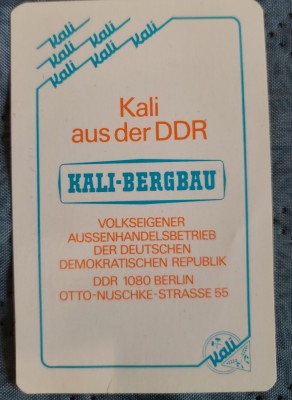 Kali
Kali Kali
Kali Kali Kali
Kali
aus der DDR
KALI-BERGBAU
VOLKSEIGENER
AUSSENHANDELSBETRIEB
DER DEUTSCHEN
DEMOKRATISCHEN REPUBLIK
DDR 1080 BERLIN
OTTO-NUSCHKE-STRASSE 55
Kali